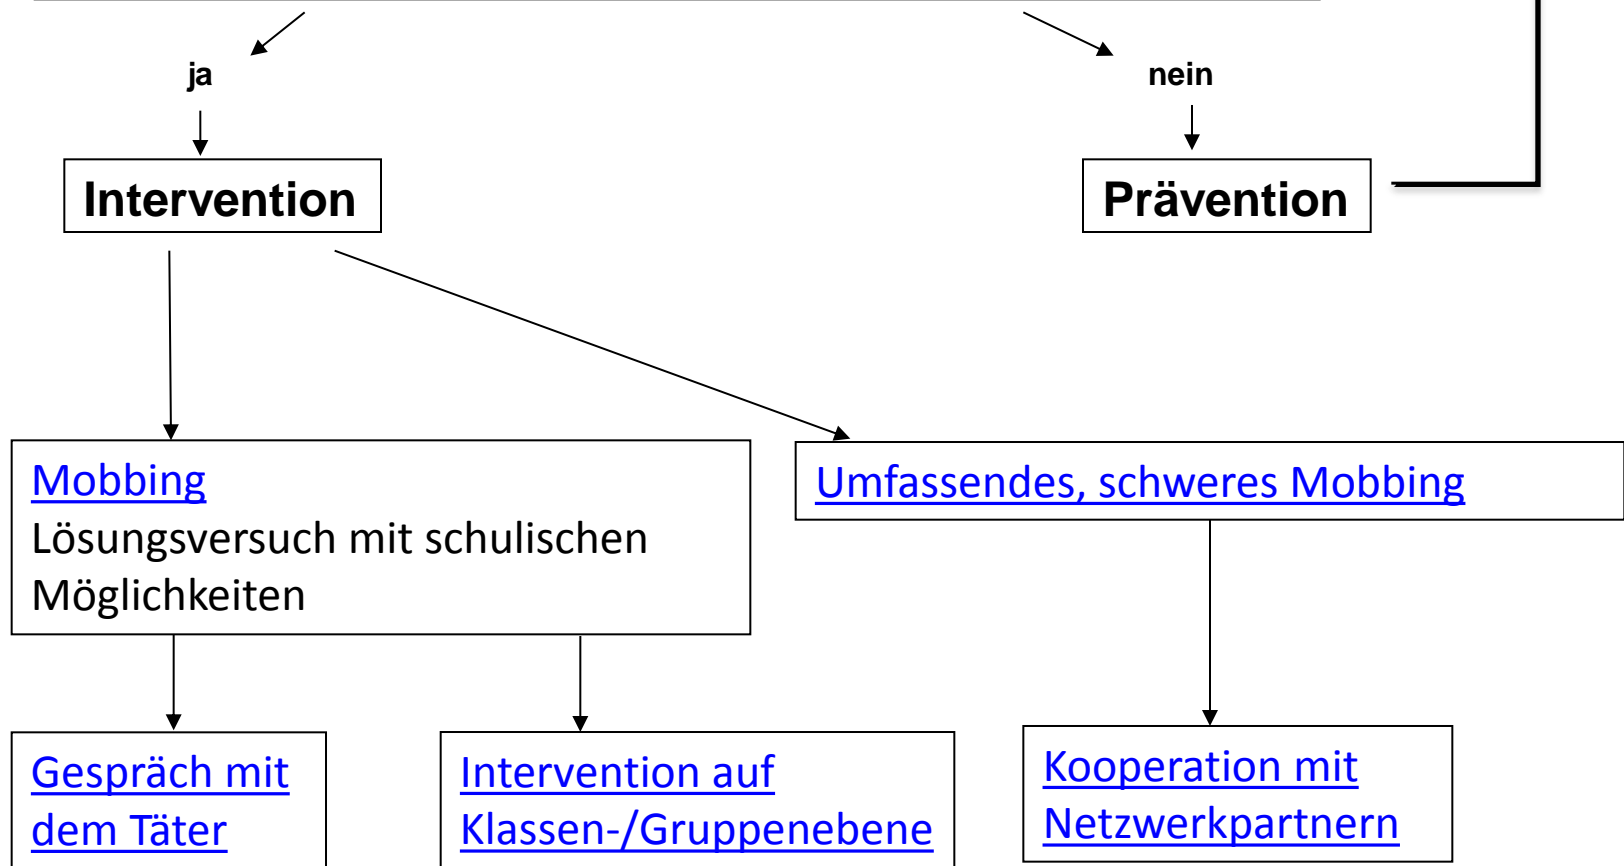 ja
nein
Intervention
Prävention
Mobbing
Lösungsversuch mit schulischen
Möglichkeiten
Umfassendes, schweres Mobbing
Gespräch mit
dem Täter
Intervention auf
Klassen-/Gruppenebene
Kooperation mit
Netzwerkpartnern